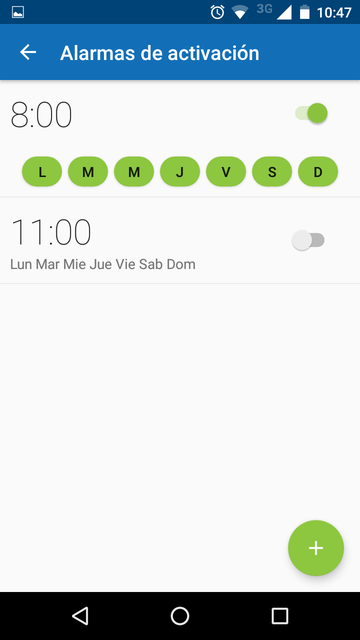 3G 10:47
Alarmas de activación
8:00
L M M J V S D
11:00
Lun Mar Mie Jue Vie Sab Dom